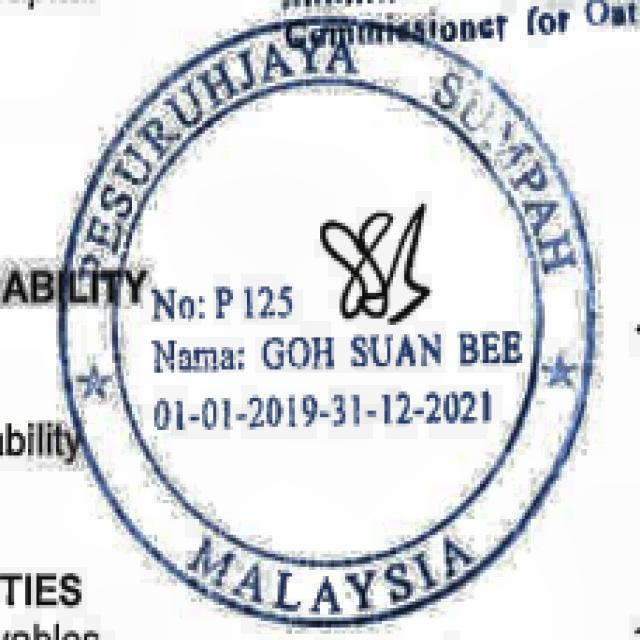 Commissioner for Oat
PESURUHJAYA SUMPAH
ABILITY
No: P 125
Nama: GOH SUAN BEE
01-01-2019-31-12-2021
ability
MALAYSIA
TIES